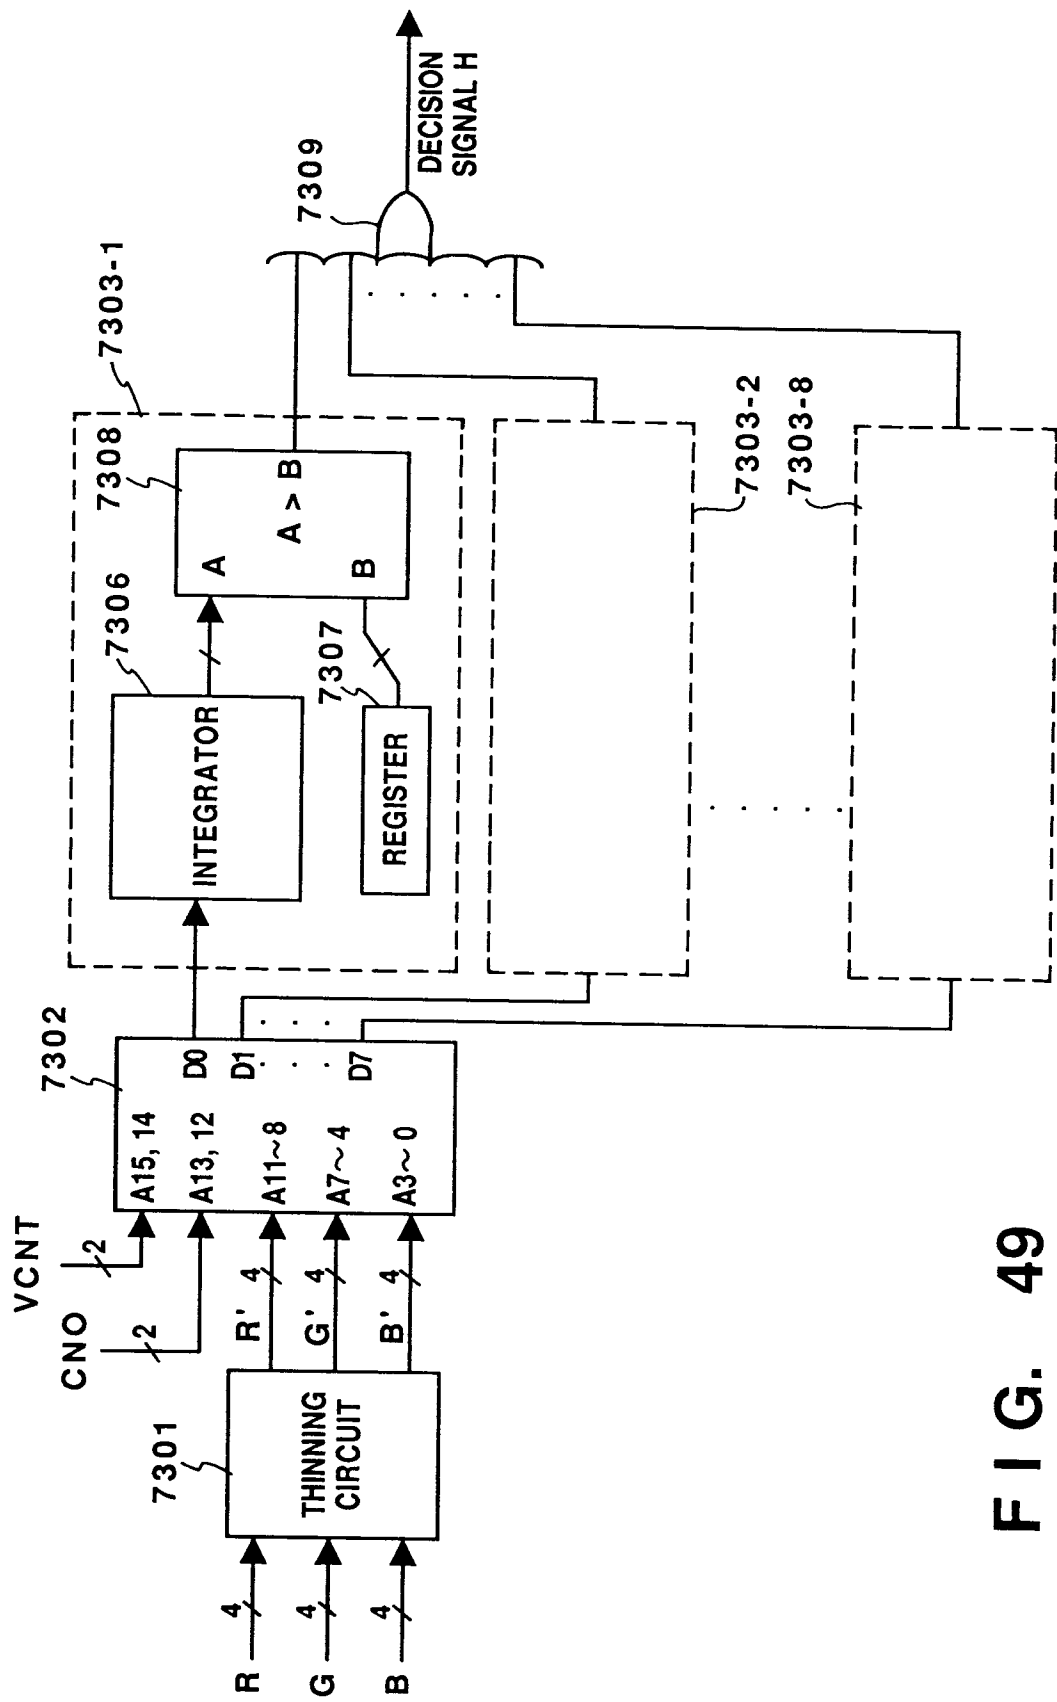 R
4
G
4
B
4
7301
THINNING
CIRCUIT
R' 4
G' 4
B' 4
CNO
2
VCNT
2
7302
A15, 14
A13, 12
A11~8
A7~4
A3~0
D0
D1
D7
7303-1
7306
INTEGRATOR
7307
REGISTER
7308
A
A > B
B
7303-2
7303-8
7309
DECISION
SIGNAL H
FIG. 49